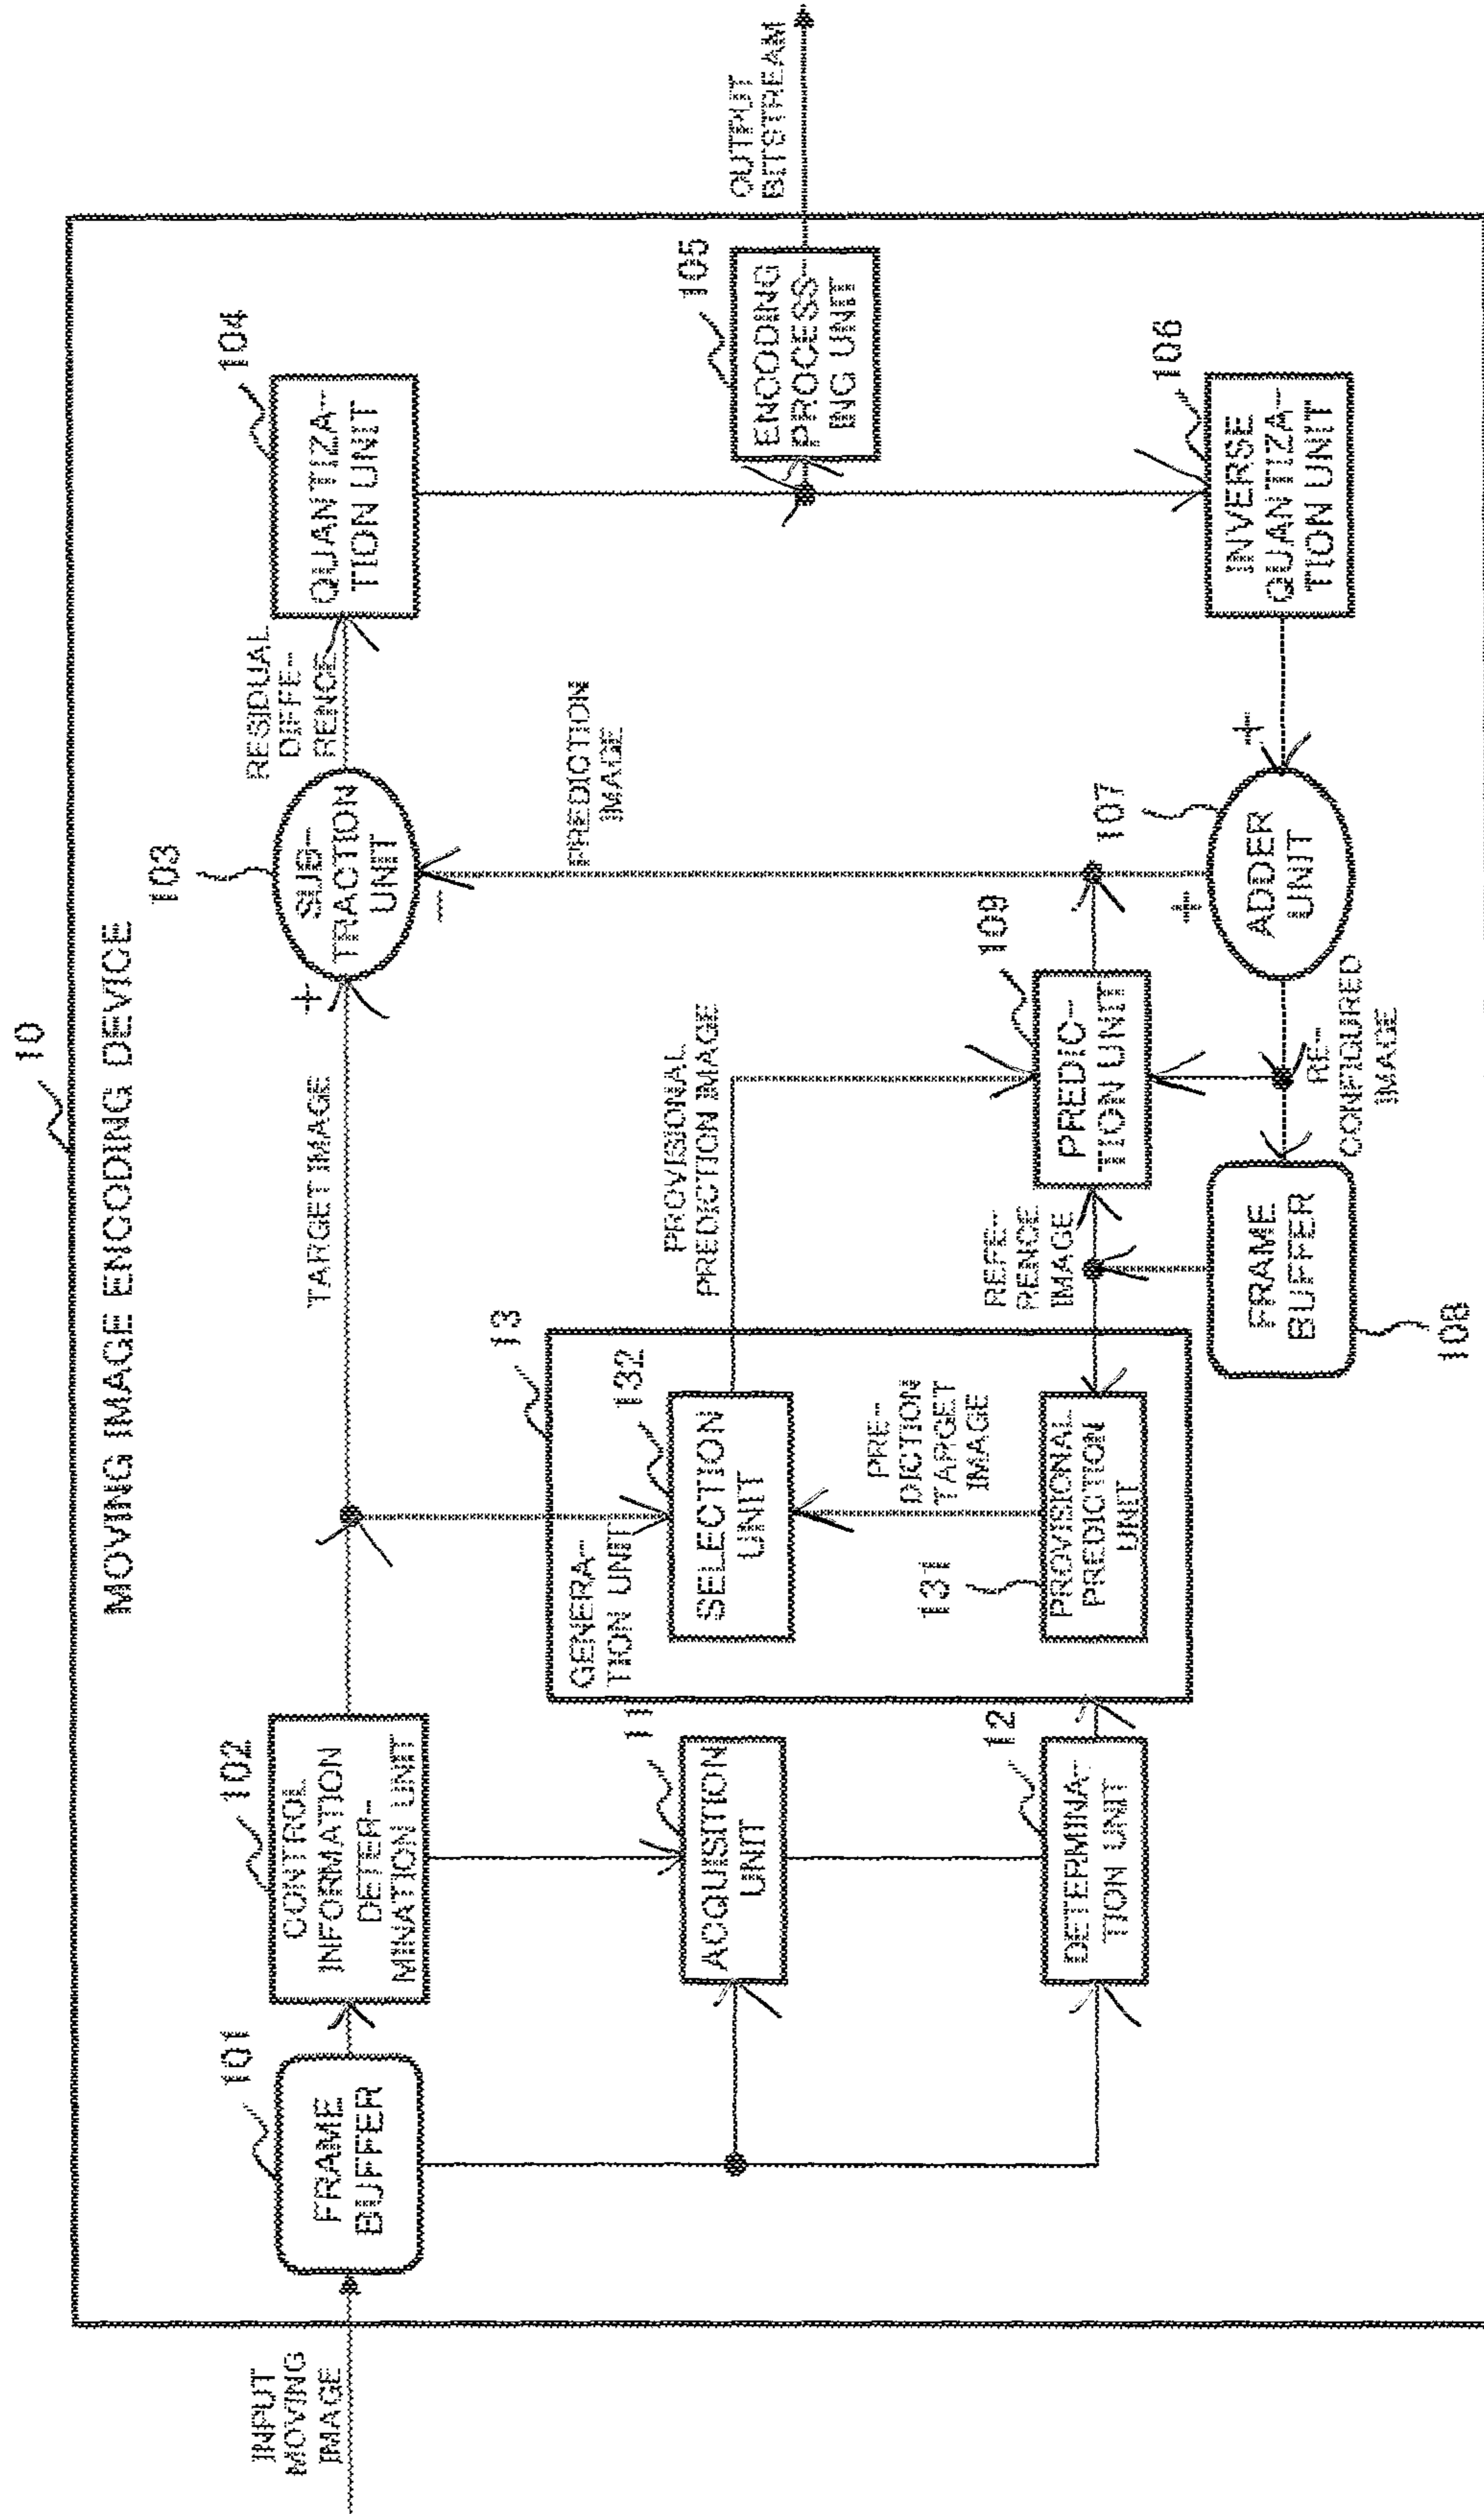 10
MOVING IMAGE ENCODING DEVICE
INPUT
MOVING
IMAGE
101
FRAME
BUFFER
102
CONTROL
INFORMATION
DETER-
MINATION UNIT
TARGET IMAGE
103
+
SUB-
TRACTION
UNIT
-
RESIDUAL
DIFFE-
RENCE
104
QUANTIZA-
TION UNIT
PREDICTION
IMAGE
105
ENCODING
PROCESS-
ING UNIT
OUTPUT
BITSTREAM
11
ACQUISITION
UNIT
12
DETERMINA-
TION UNIT
13
GENERA-
TION UNIT
132
SELECTION
UNIT
PRE-
DICTION
TARGET
IMAGE
131
PROVISIONAL
PREDICTION
UNIT
PROVISIONAL
PREDICTION IMAGE
REFE-
RENCE
IMAGE
109
PREDIC-
TION UNIT
108
FRAME
BUFFER
RE-
CONFIGURED
IMAGE
107
+
+
ADDER
UNIT
106
INVERSE
QUANTIZA-
TION UNIT